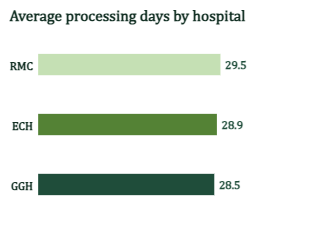 Average processing days by hospital
RMC 29.5
ECH 28.9
GGH 28.5